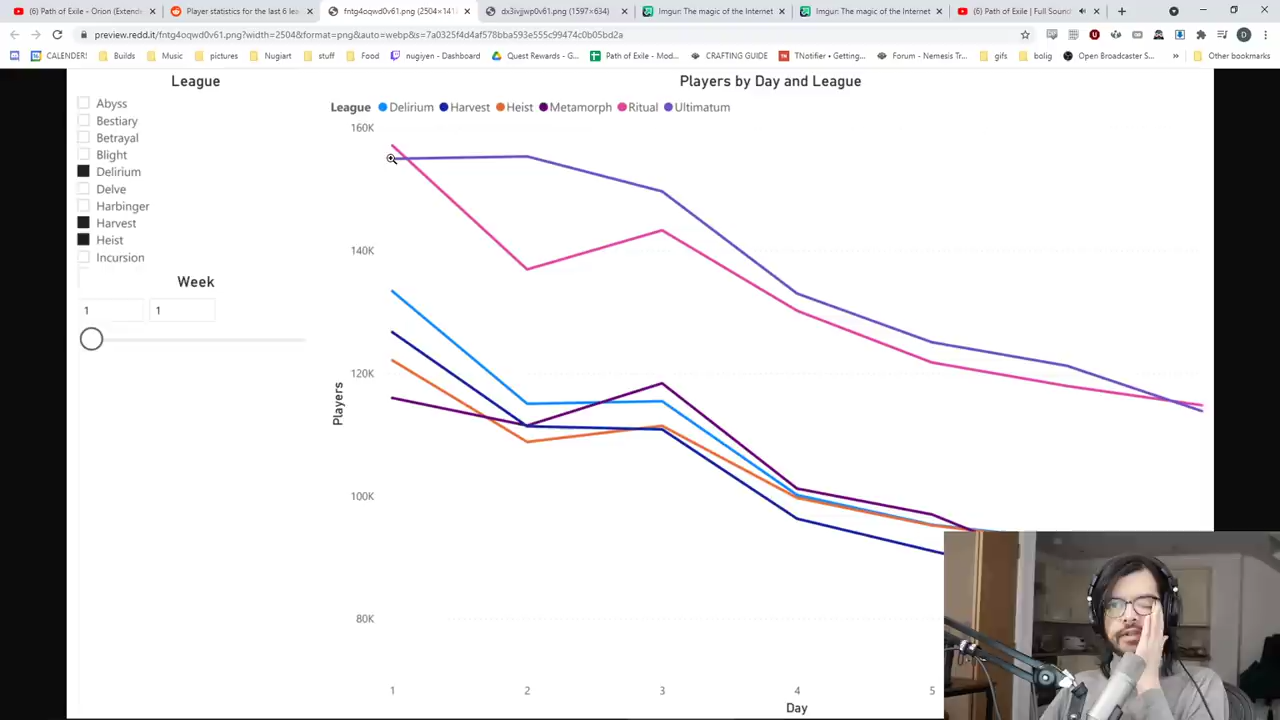 (6) Path of Exile - Orion (Extende
Player statistics for the last 6 lea
fntg4oqwd0v61.png (2504×141
dx3ivjjwp0v61.png (1597×634)
Imgur: The magic of the Internet
Imgur: The magic of the Internet
(6) Path of Exile | Full Sound
preview.redd.it/fntg4oqwd0v61.png?width=2504&format=png&auto=webp&s=7a0325f4d4af578bba593e555c99474c0b05bd2a
CALENDER!
Builds
Music
pictures
Nugiart
stuff
Food
nugiyen - Dashboard
Quest Rewards - G...
Path of Exile - Mod...
CRAFTING GUIDE
TNotifier • Getting...
Forum - Nemesis Tr...
gifs
bolig
Open Broadcaster S...
»
Other bookmarks
League
Players by Day and League
League Delirium Harvest Heist Metamorph Ritual Ultimatum
Abyss
Bestiary
Betrayal
Blight
Delirium
Delve
Harbinger
Harvest
Heist
Incursion
Week
1
1
160K
140K
120K
100K
80K
Players
1 2 3 4 5
Day